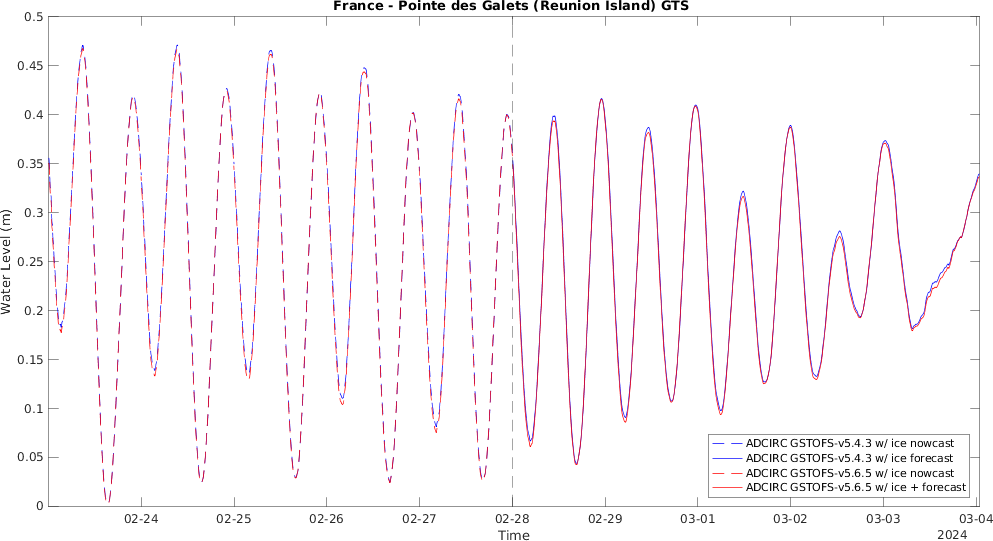 France - Pointe des Galets (Reunion Island) GTS
0.5
0.45
0.4
0.35
0.3
0.25
0.2
0.15
0.1
0.05
0
Water Level (m)
02-24 02-25 02-26 02-27 02-28 02-29 03-01 03-02 03-03 03-04
Time
2024
ADCIRC GSTOFS-v5.4.3 w/ ice nowcast
ADCIRC GSTOFS-v5.4.3 w/ ice forecast
ADCIRC GSTOFS-v5.6.5 w/ ice nowcast
ADCIRC GSTOFS-v5.6.5 w/ ice + forecast